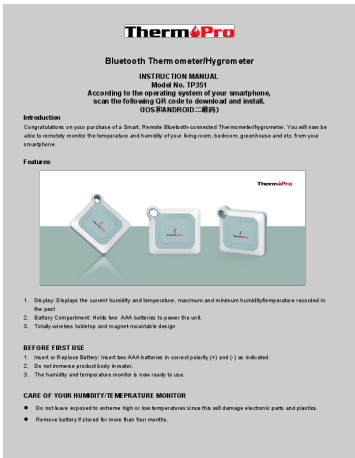 ThermoPro
Bluetooth Thermometer/Hygrometer
INSTRUCTION MANUAL
Model No. TP351
According to the operating system of your smartphone,
scan the following QR code to download and install.
(IOS和ANDROID二维码)
Introduction
Congratulations on your purchase of a Smart, Remote Bluetooth-connected Thermometer/hygrometer. You will now be
able to remotely monitor the temperature and humidity of your living room, bedroom, greenhouse and etc. from your
smartphone.
Features
ThermoPro
ThermoPro
ThermoPro
ThermoPro
1. Display: Displays the current humidity and temperature, maximum and minimum humidity/temperature recorded in
the past
2. Battery Compartment: Holds two AAA batteries to power the unit.
3. Totally wireless tabletop and magnet-mountable design
BEFORE FIRST USE
1. Insert or Replace Battery: Insert two AAA batteries in correct polarity (+) and (-) as indicated.
2. Do not immerse product body in water.
3. The humidity and temperature monitor is now ready to use.
CARE OF YOUR HUMIDITY/TEMEPRATURE MONITOR
● Do not leave exposed to extreme high or low temperatures since this will damage electronic parts and plastics.
● Remove battery if stored for more than four months.